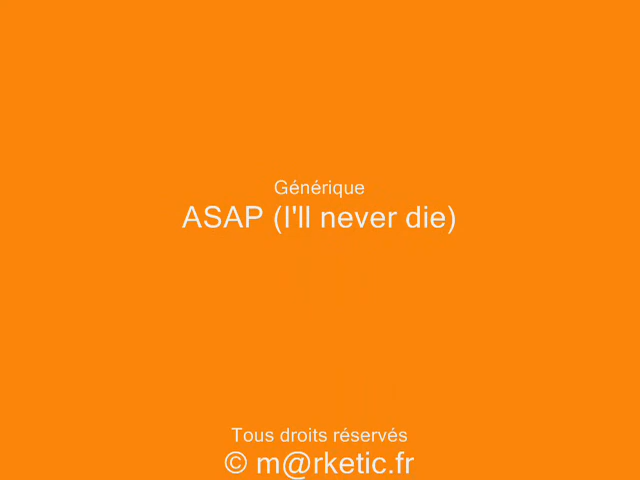 Générique
ASAP (I'll never die)
Tous droits réservés
© m@rketic.fr